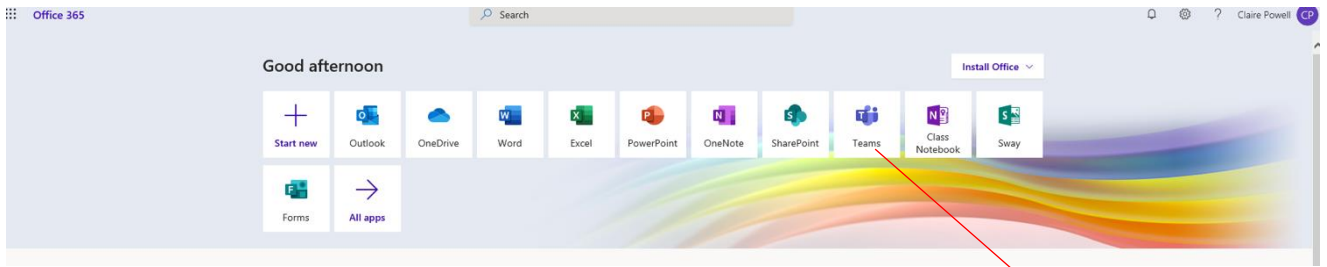 Office 365
Search
?
Claire Powell
CP
Good afternoon
Install Office
Start new
Outlook
OneDrive
Word
Excel
PowerPoint
OneNote
SharePoint
Teams
Class
Notebook
Sway
Forms
All apps